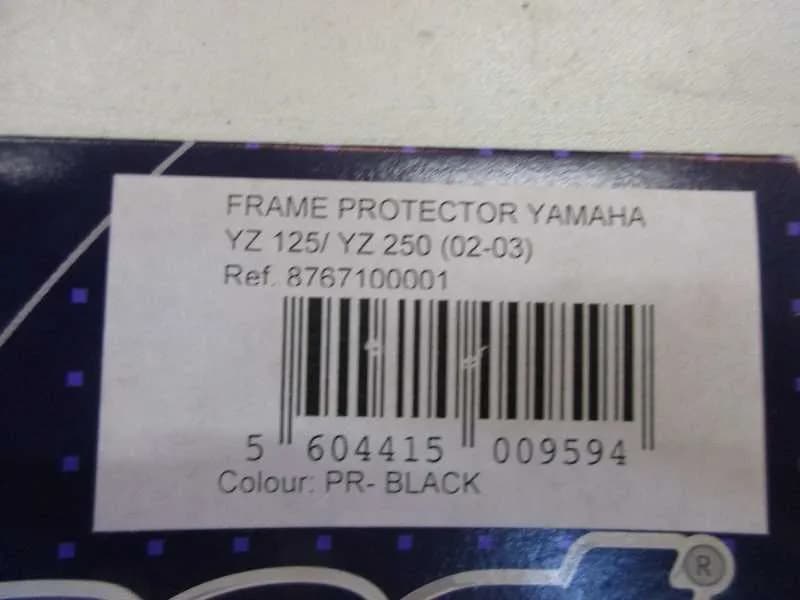 FRAME PROTECTOR YAMAHA
YZ 125/ YZ 250 (02-03)
Ref. 8767100001
5 604415 009594
Colour: PR- BLACK
®